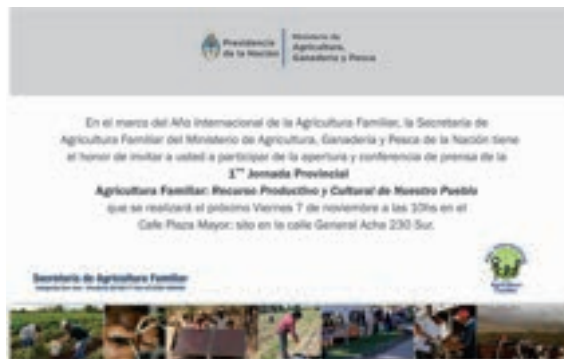 Presidencia
de la Nación
Ministerio de
Agricultura,
Ganadería y Pesca
En el marco del Año Internacional de la Agricultura Familiar, la Secretaría de
Agricultura Familiar del Ministerio de Agricultura, Ganadería y Pesca de la Nación tiene
el honor de invitar a usted a participar de la apertura y conferencia de prensa de la
1ra Jornada Provincial
Agricultura Familiar: Recurso Productivo y Cultural de Nuestro Pueblo
que se realizará el próximo Viernes 7 de noviembre a las 10hs en el
Cafe Plaza Mayor: sito en la calle General Acha 230 Sur.
Secretaría de Agricultura Familiar